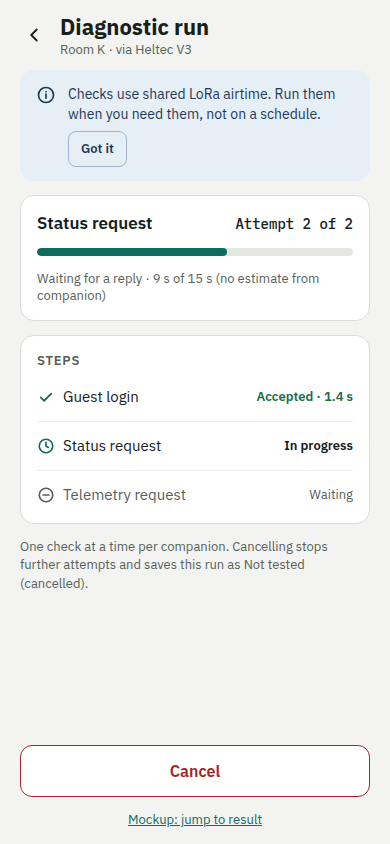 Diagnostic run
Room K · via Heltec V3
Checks use shared LoRa airtime. Run them
when you need them, not on a schedule.
Got it
Status request Attempt 2 of 2
Waiting for a reply · 9 s of 15 s (no estimate from
companion)
STEPS
Guest login Accepted · 1.4 s
Status request In progress
Telemetry request Waiting
One check at a time per companion. Cancelling stops
further attempts and saves this run as Not tested
(cancelled).
Cancel
Mockup: jump to result